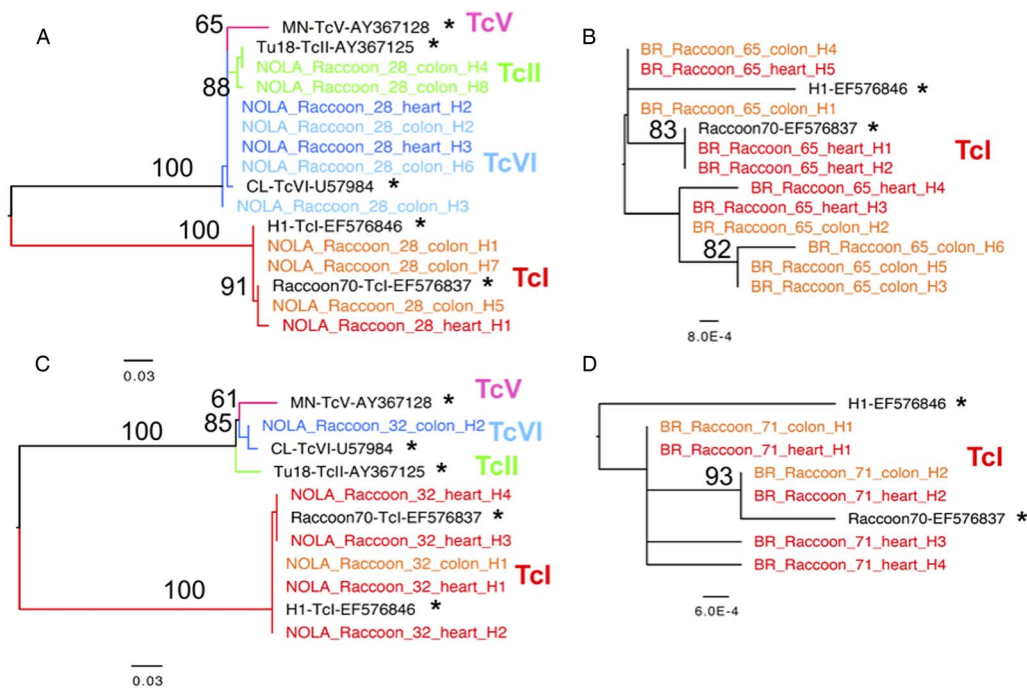 A
65
MN-TcV-AY367128 *
TcV
Tu18-TcII-AY367125 *
NOLA_Raccoon_28_colon_H4
TcII
NOLA_Raccoon_28_colon_H8
88
NOLA_Raccoon_28_heart_H2
NOLA_Raccoon_28_colon_H2
NOLA_Raccoon_28_heart_H3
TcVI
NOLA_Raccoon_28_colon_H6
100
CL-TcVI-U57984 *
NOLA_Raccoon_28_colon_H3
100
H1-TcI-EF576846 *
NOLA_Raccoon_28_colon_H1
NOLA_Raccoon_28_colon_H7
TcI
91
Raccoon70-TcI-EF576837 *
NOLA_Raccoon_28_colon_H5
NOLA_Raccoon_28_heart_H1
0.03
B
BR_Raccoon_65_colon_H4
BR_Raccoon_65_heart_H5
H1-EF576846 *
BR_Raccoon_65_colon_H1
83
Raccoon70-EF576837 *
BR_Raccoon_65_heart_H1
TcI
BR_Raccoon_65_heart_H2
BR_Raccoon_65_heart_H4
BR_Raccoon_65_heart_H3
BR_Raccoon_65_colon_H2
82
BR_Raccoon_65_colon_H6
BR_Raccoon_65_colon_H5
BR_Raccoon_65_colon_H3
8.0E-4
C
61
MN-TcV-AY367128 *
TcV
85
NOLA_Raccoon_32_colon_H2
TcVI
100
CL-TcVI-U57984 *
Tu18-TcII-AY367125 *
TcII
NOLA_Raccoon_32_heart_H4
Raccoon70-TcI-EF576837 *
NOLA_Raccoon_32_heart_H3
NOLA_Raccoon_32_colon_H1
TcI
NOLA_Raccoon_32_heart_H1
100
H1-TcI-EF576846 *
NOLA_Raccoon_32_heart_H2
0.03
D
H1-EF576846 *
BR_Raccoon_71_colon_H1
BR_Raccoon_71_heart_H1
TcI
93
BR_Raccoon_71_colon_H2
BR_Raccoon_71_heart_H2
Raccoon70-EF576837 *
BR_Raccoon_71_heart_H3
BR_Raccoon_71_heart_H4
6.0E-4